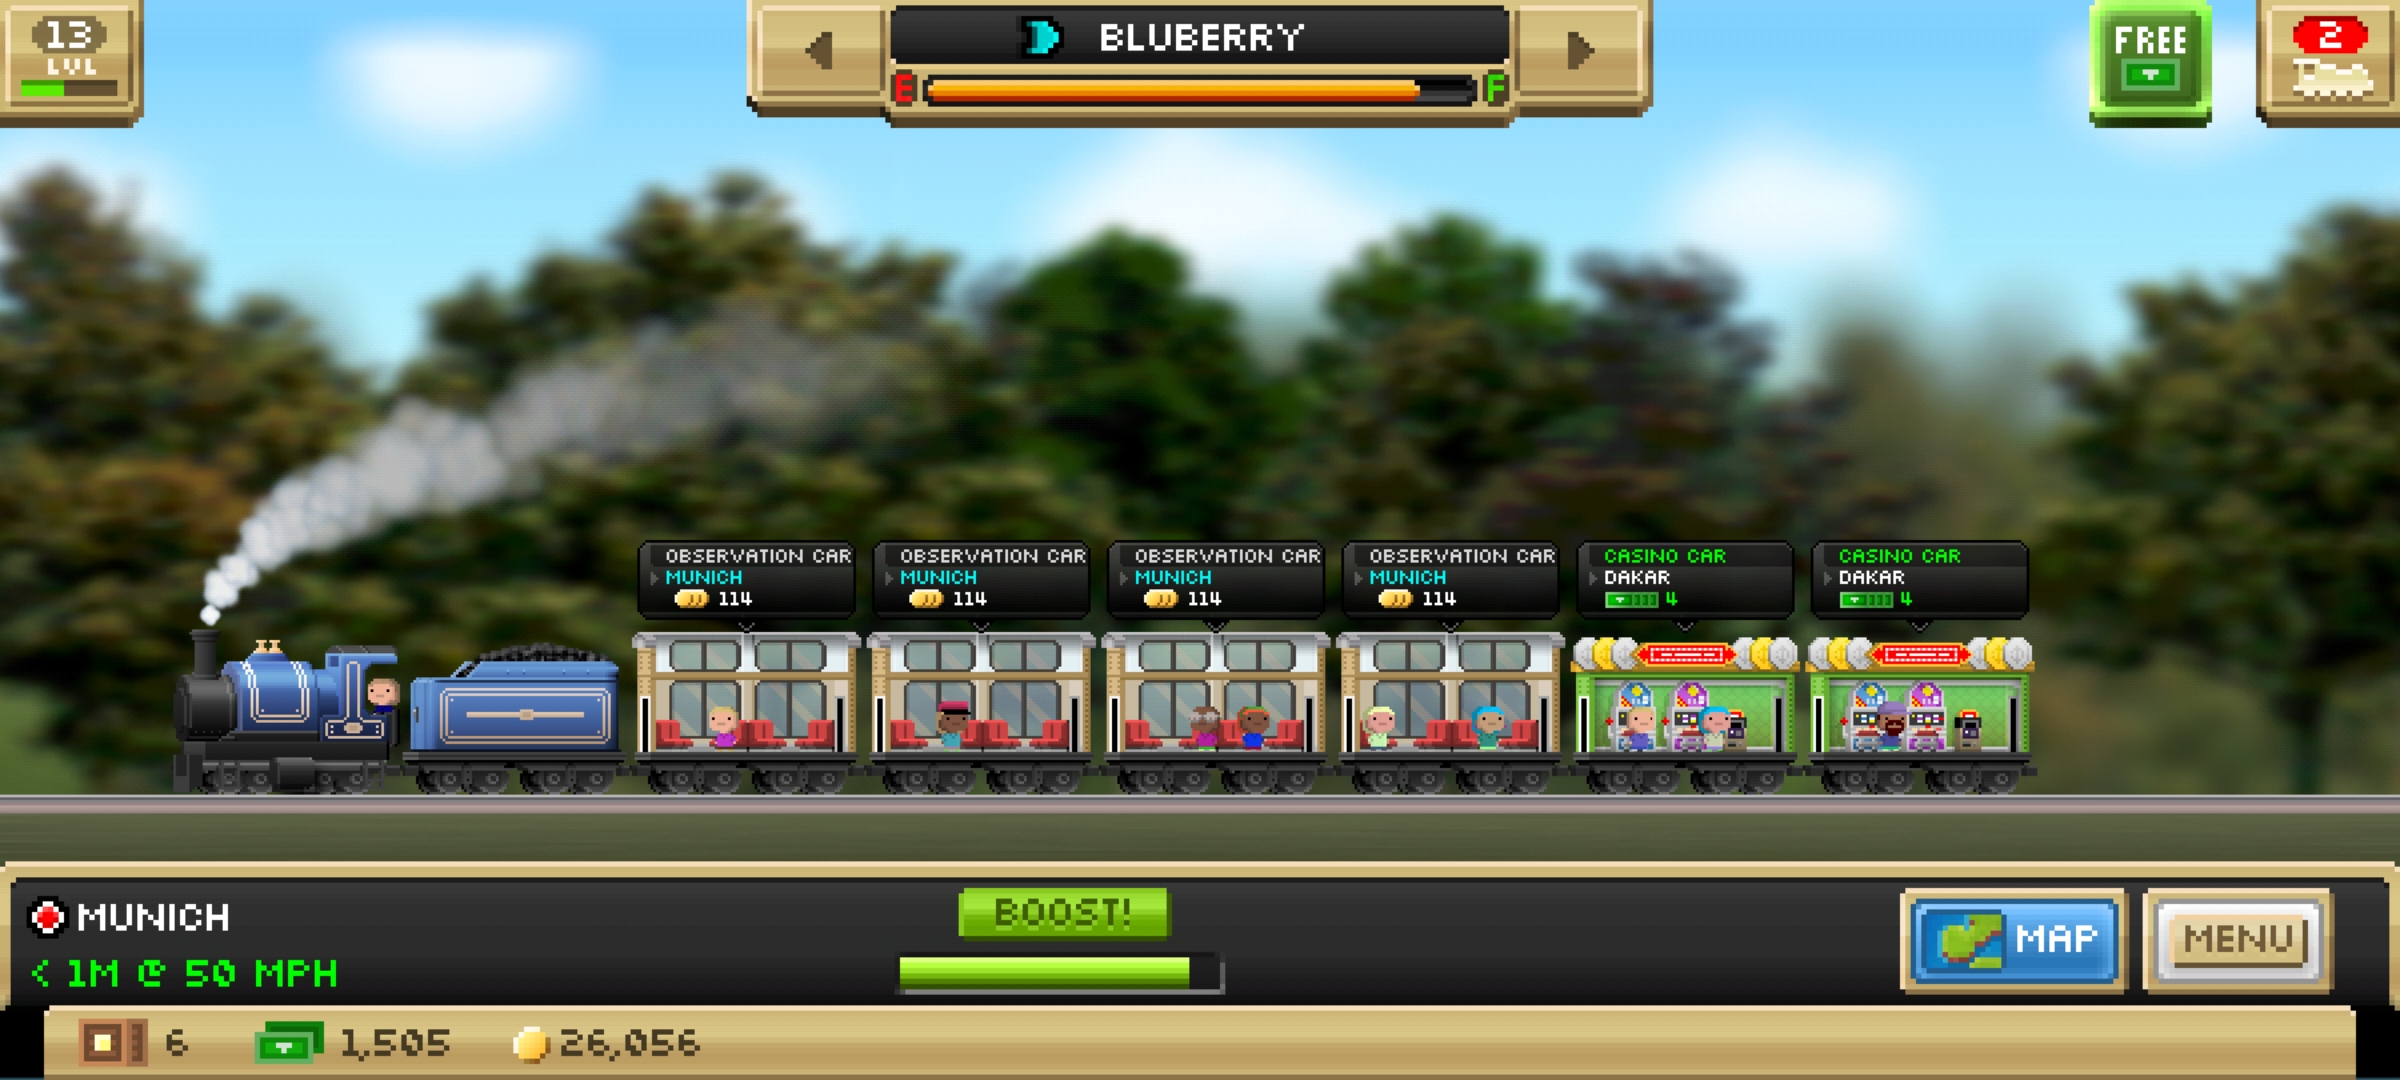 13
LVL
BLUBERRY
E
F
FREE
2
OBSERVATION CAR
MUNICH
114
OBSERVATION CAR
MUNICH
114
OBSERVATION CAR
MUNICH
114
OBSERVATION CAR
MUNICH
114
CASINO CAR
DAKAR
4
CASINO CAR
DAKAR
4
MUNICH
< 1M @ 50 MPH
BOOST!
MAP
MENU
6
1,505
26,056